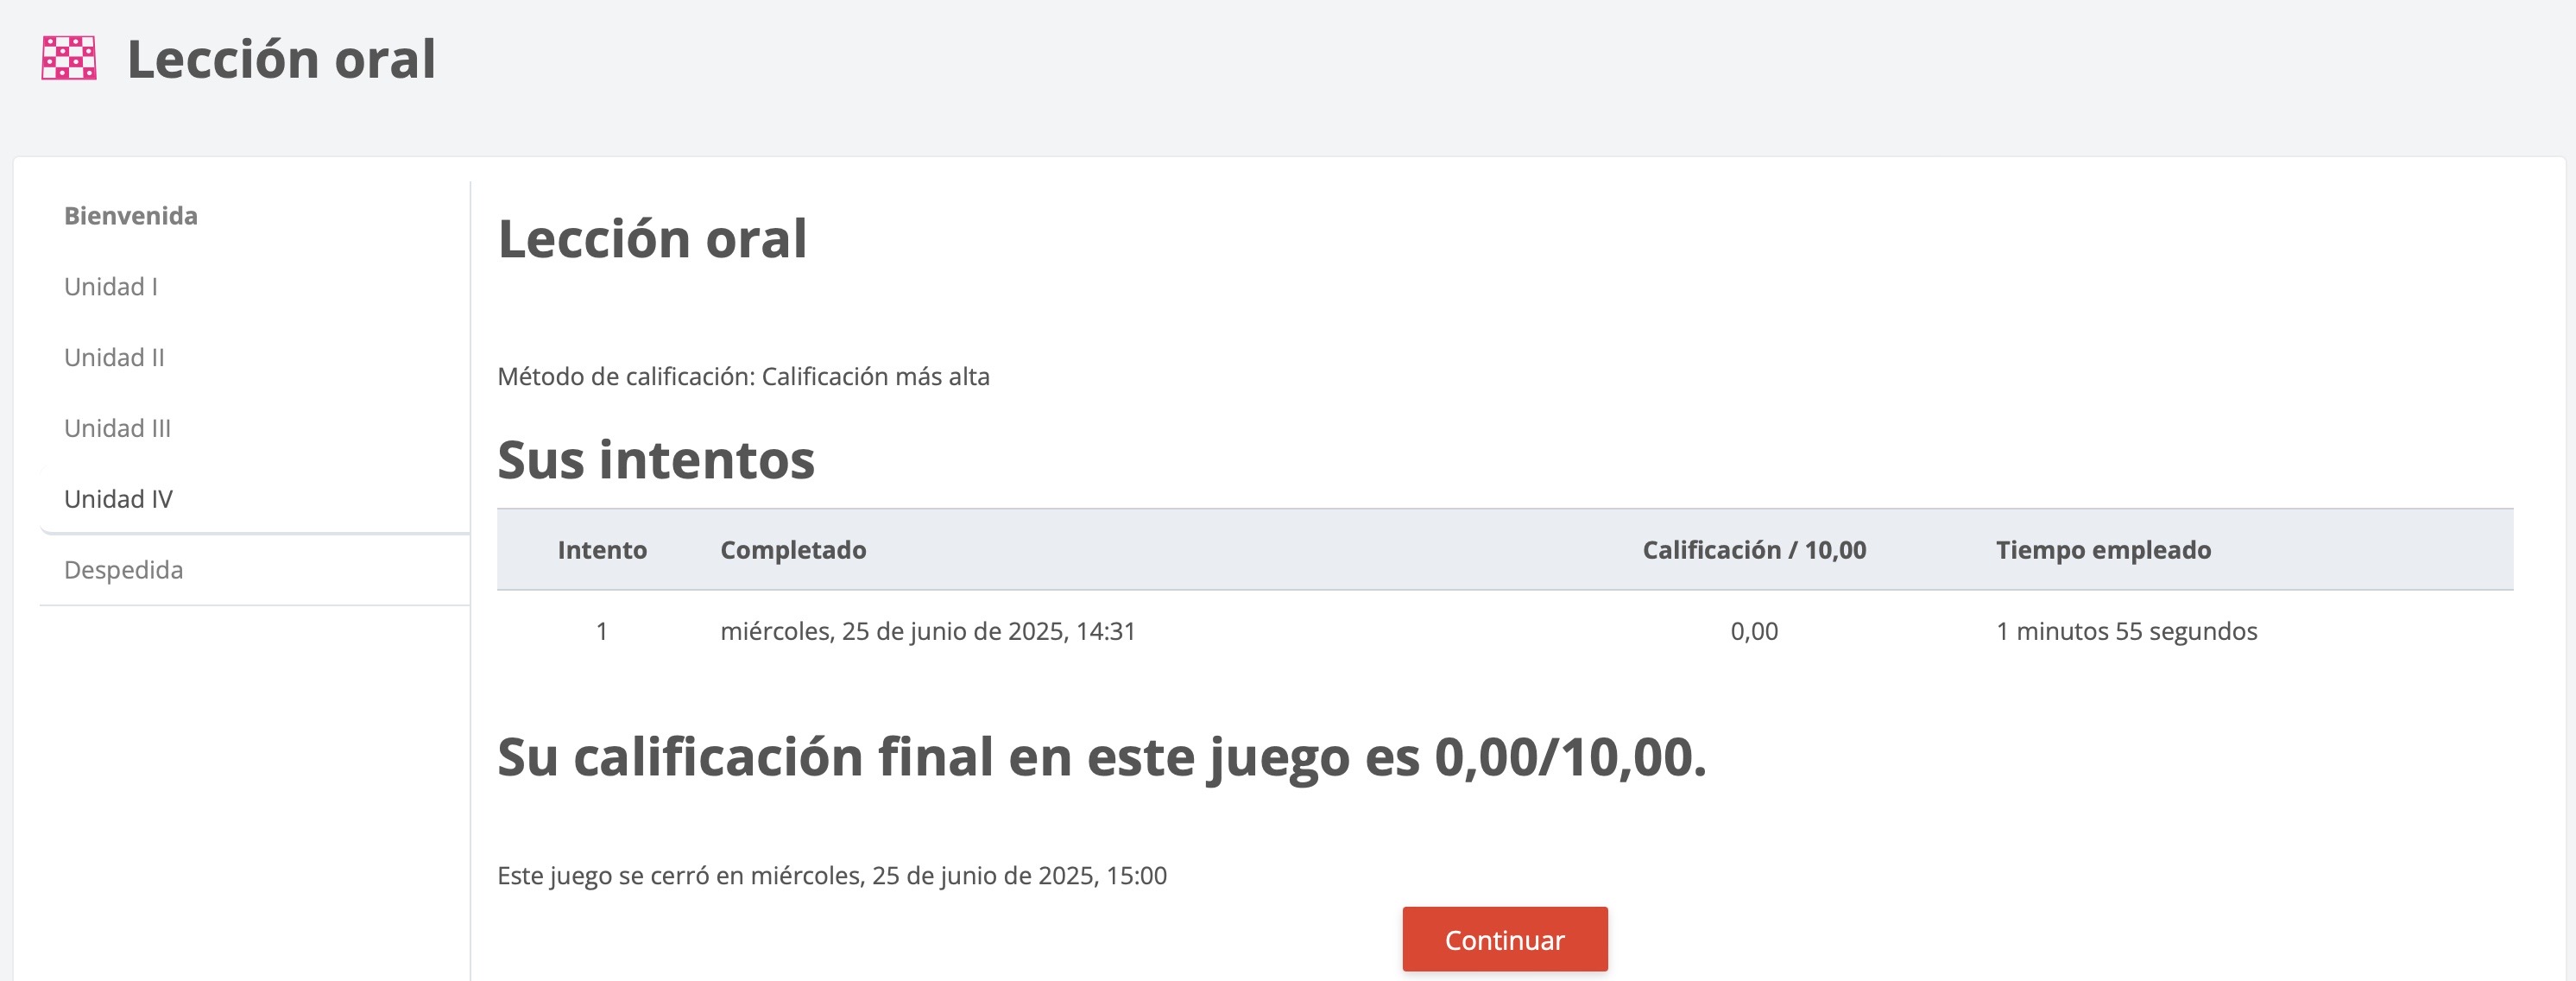 Lección oral
Bienvenida
Unidad I
Unidad II
Unidad III
Unidad IV
Despedida
Lección oral
Método de calificación: Calificación más alta
Sus intentos
Intento Completado Calificación / 10,00 Tiempo empleado
1 miércoles, 25 de junio de 2025, 14:31 0,00 1 minutos 55 segundos
Su calificación final en este juego es 0,00/10,00.
Este juego se cerró en miércoles, 25 de junio de 2025, 15:00
Continuar